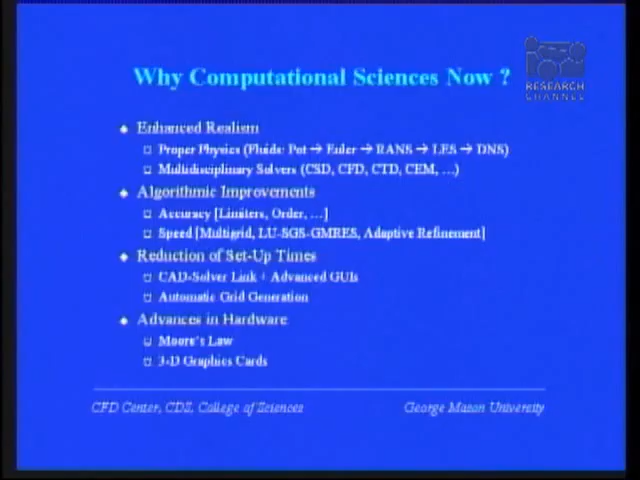 RESEARCH
CHANNEL
Why Computational Sciences Now ?
Enhanced Realism
Proper Physics (Fluids: Pot → Euler → RANS → LES → DNS)
Multidisciplinary Solvers (CSD, CFD, CTD, CEM, …)
Algorithmic Improvements
Accuracy [Limiters, Order, …]
Speed [Multigrid, LU-SGS-GMRES, Adaptive Refinement]
Reduction of Set-Up Times
CAD-Solver Link + Advanced GUIs
Automatic Grid Generation
Advances in Hardware
Moore's Law
3-D Graphics Cards
CFD Center, CDS, College of Sciences
George Mason University